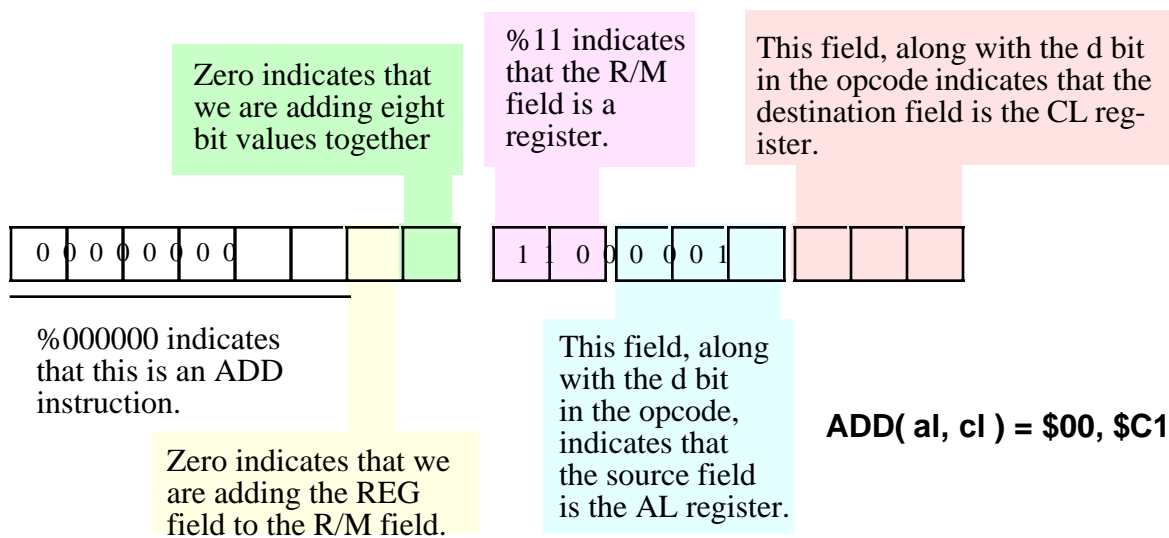 Zero indicates that
we are adding eight
bit values together
%11 indicates
that the R/M
field is a
register.
This field, along with the d bit
in the opcode indicates that the
destination field is the CL reg-
ister.
0 0 0 0 0 0 0 0
1 1 0 0 0 0 0 1
%000000 indicates
that this is an ADD
instruction.
Zero indicates that we
are adding the REG
field to the R/M field.
This field, along
with the d bit
in the opcode,
indicates that
the source field
is the AL register.
ADD( al, cl ) = $00, $C1